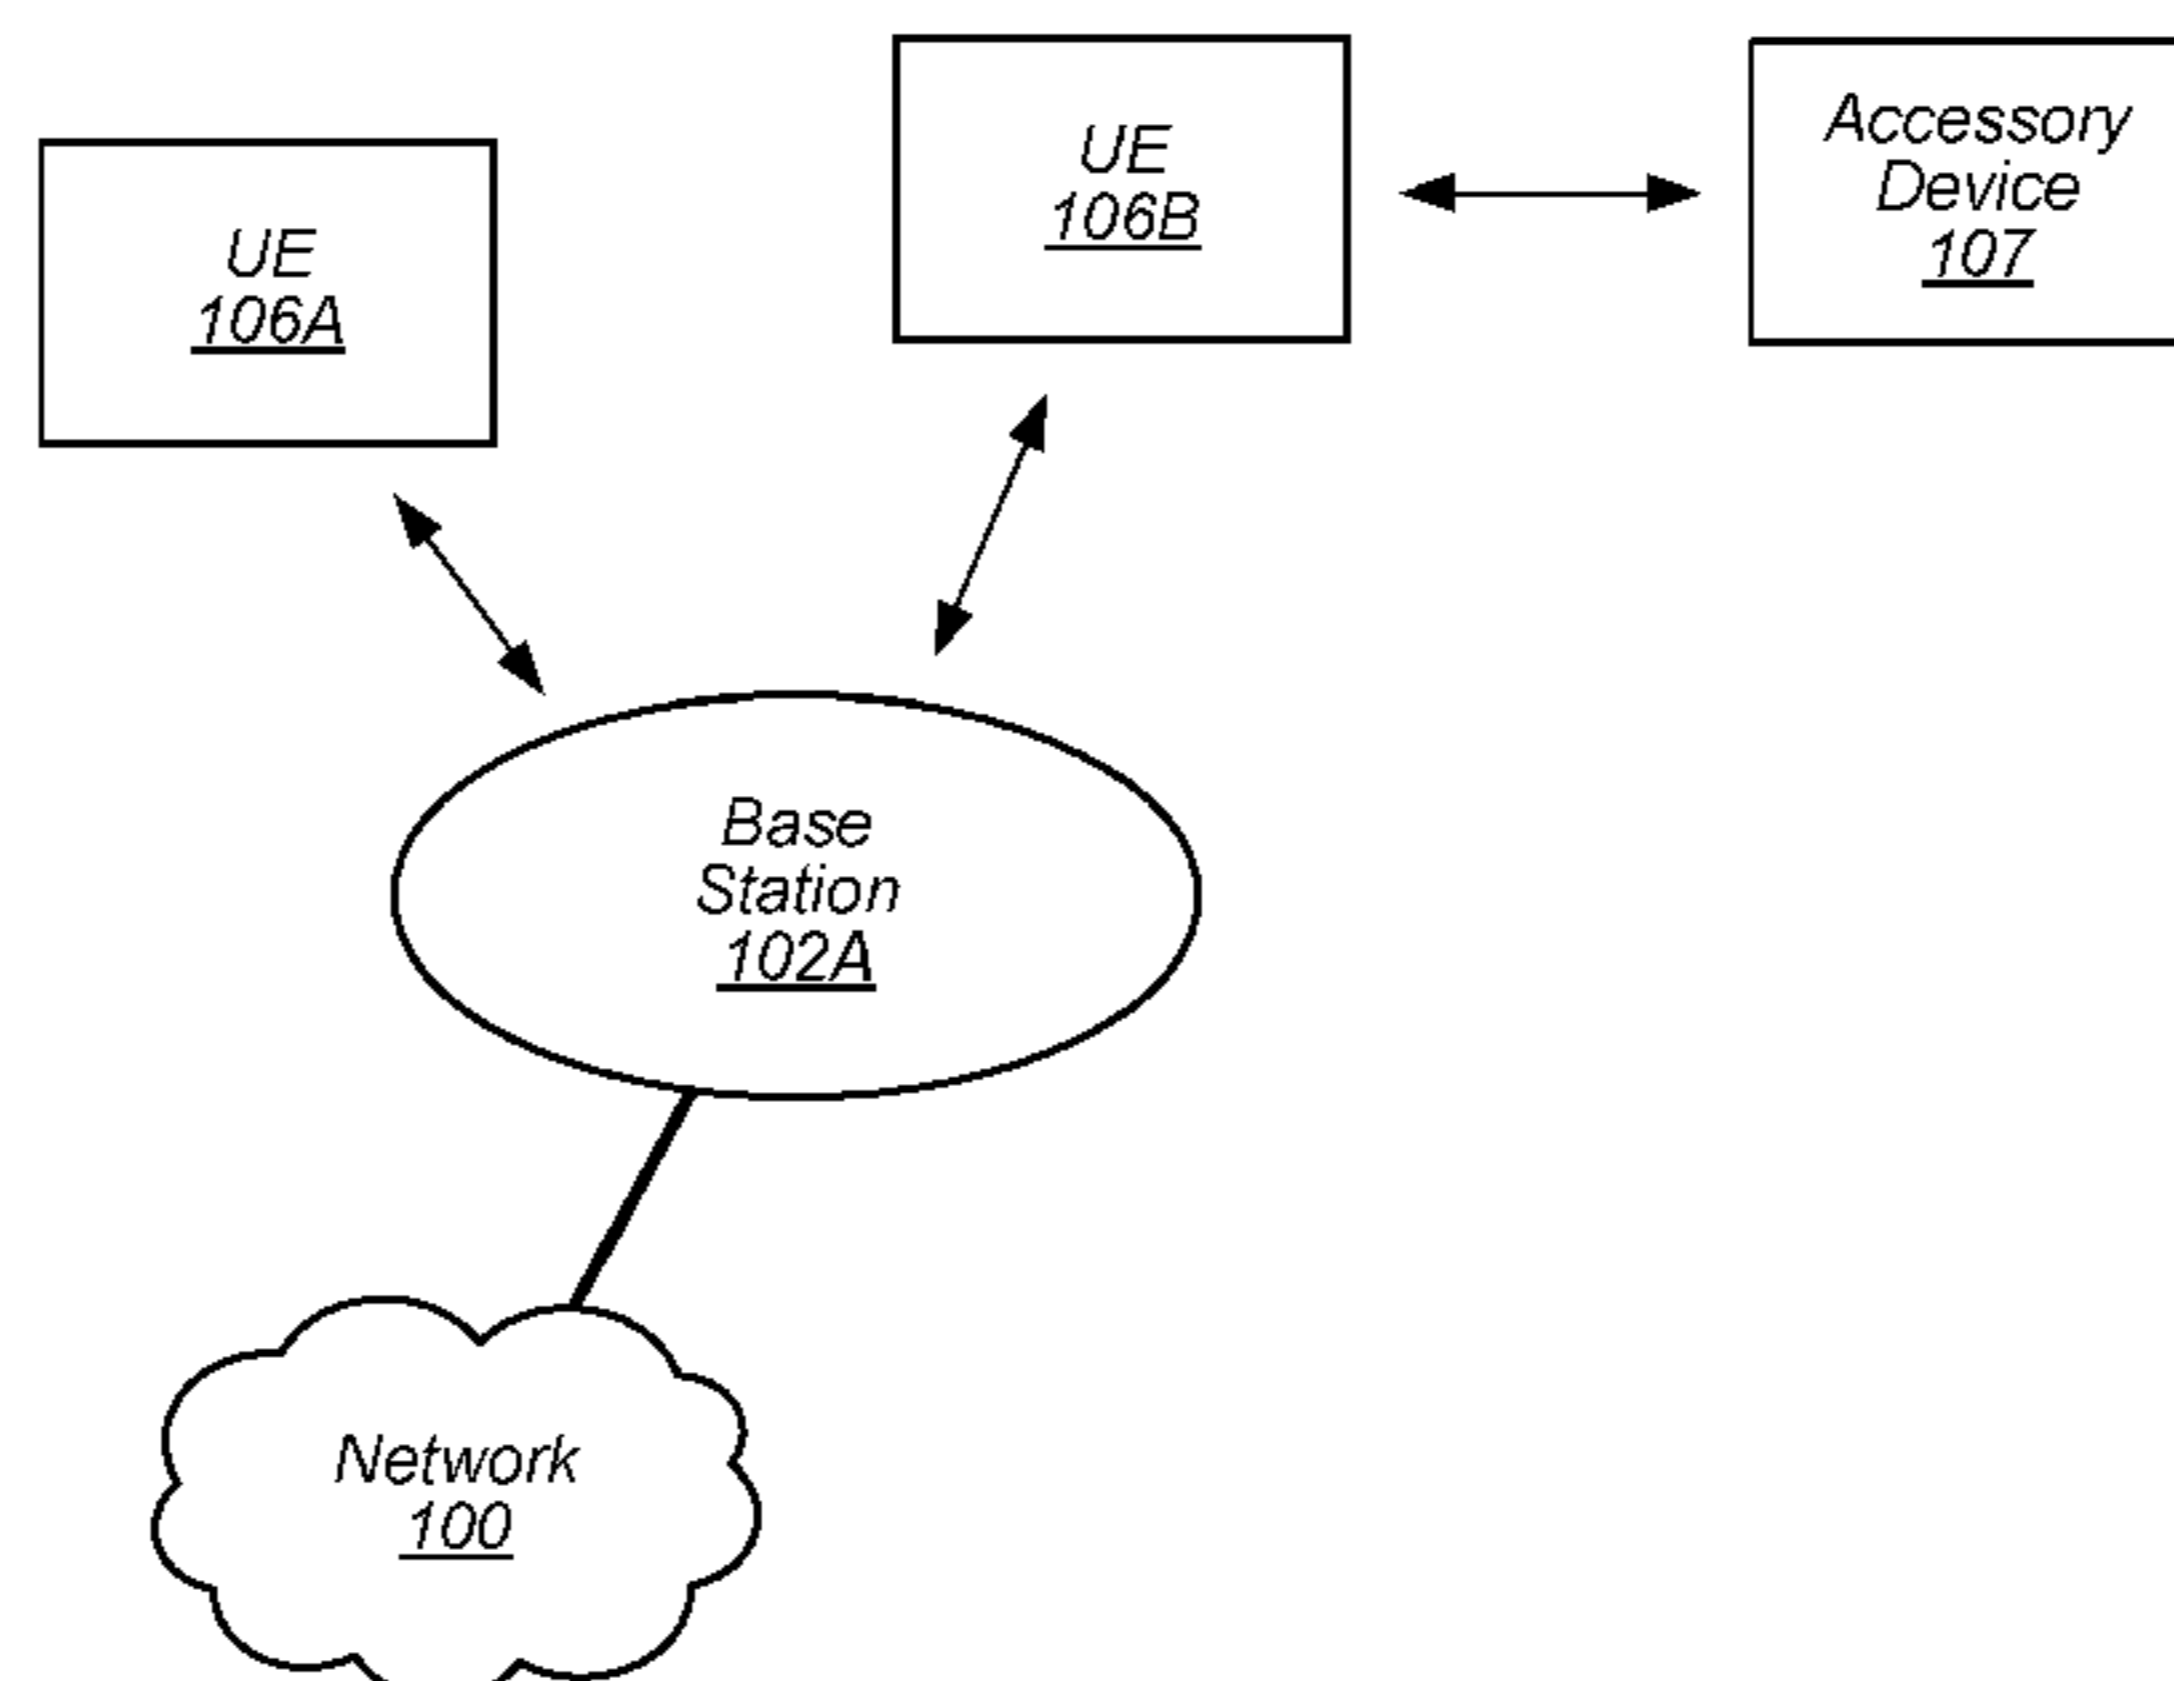 UE
106A
UE
106B
Accessory
Device
107
Base
Station
102A
Network
100